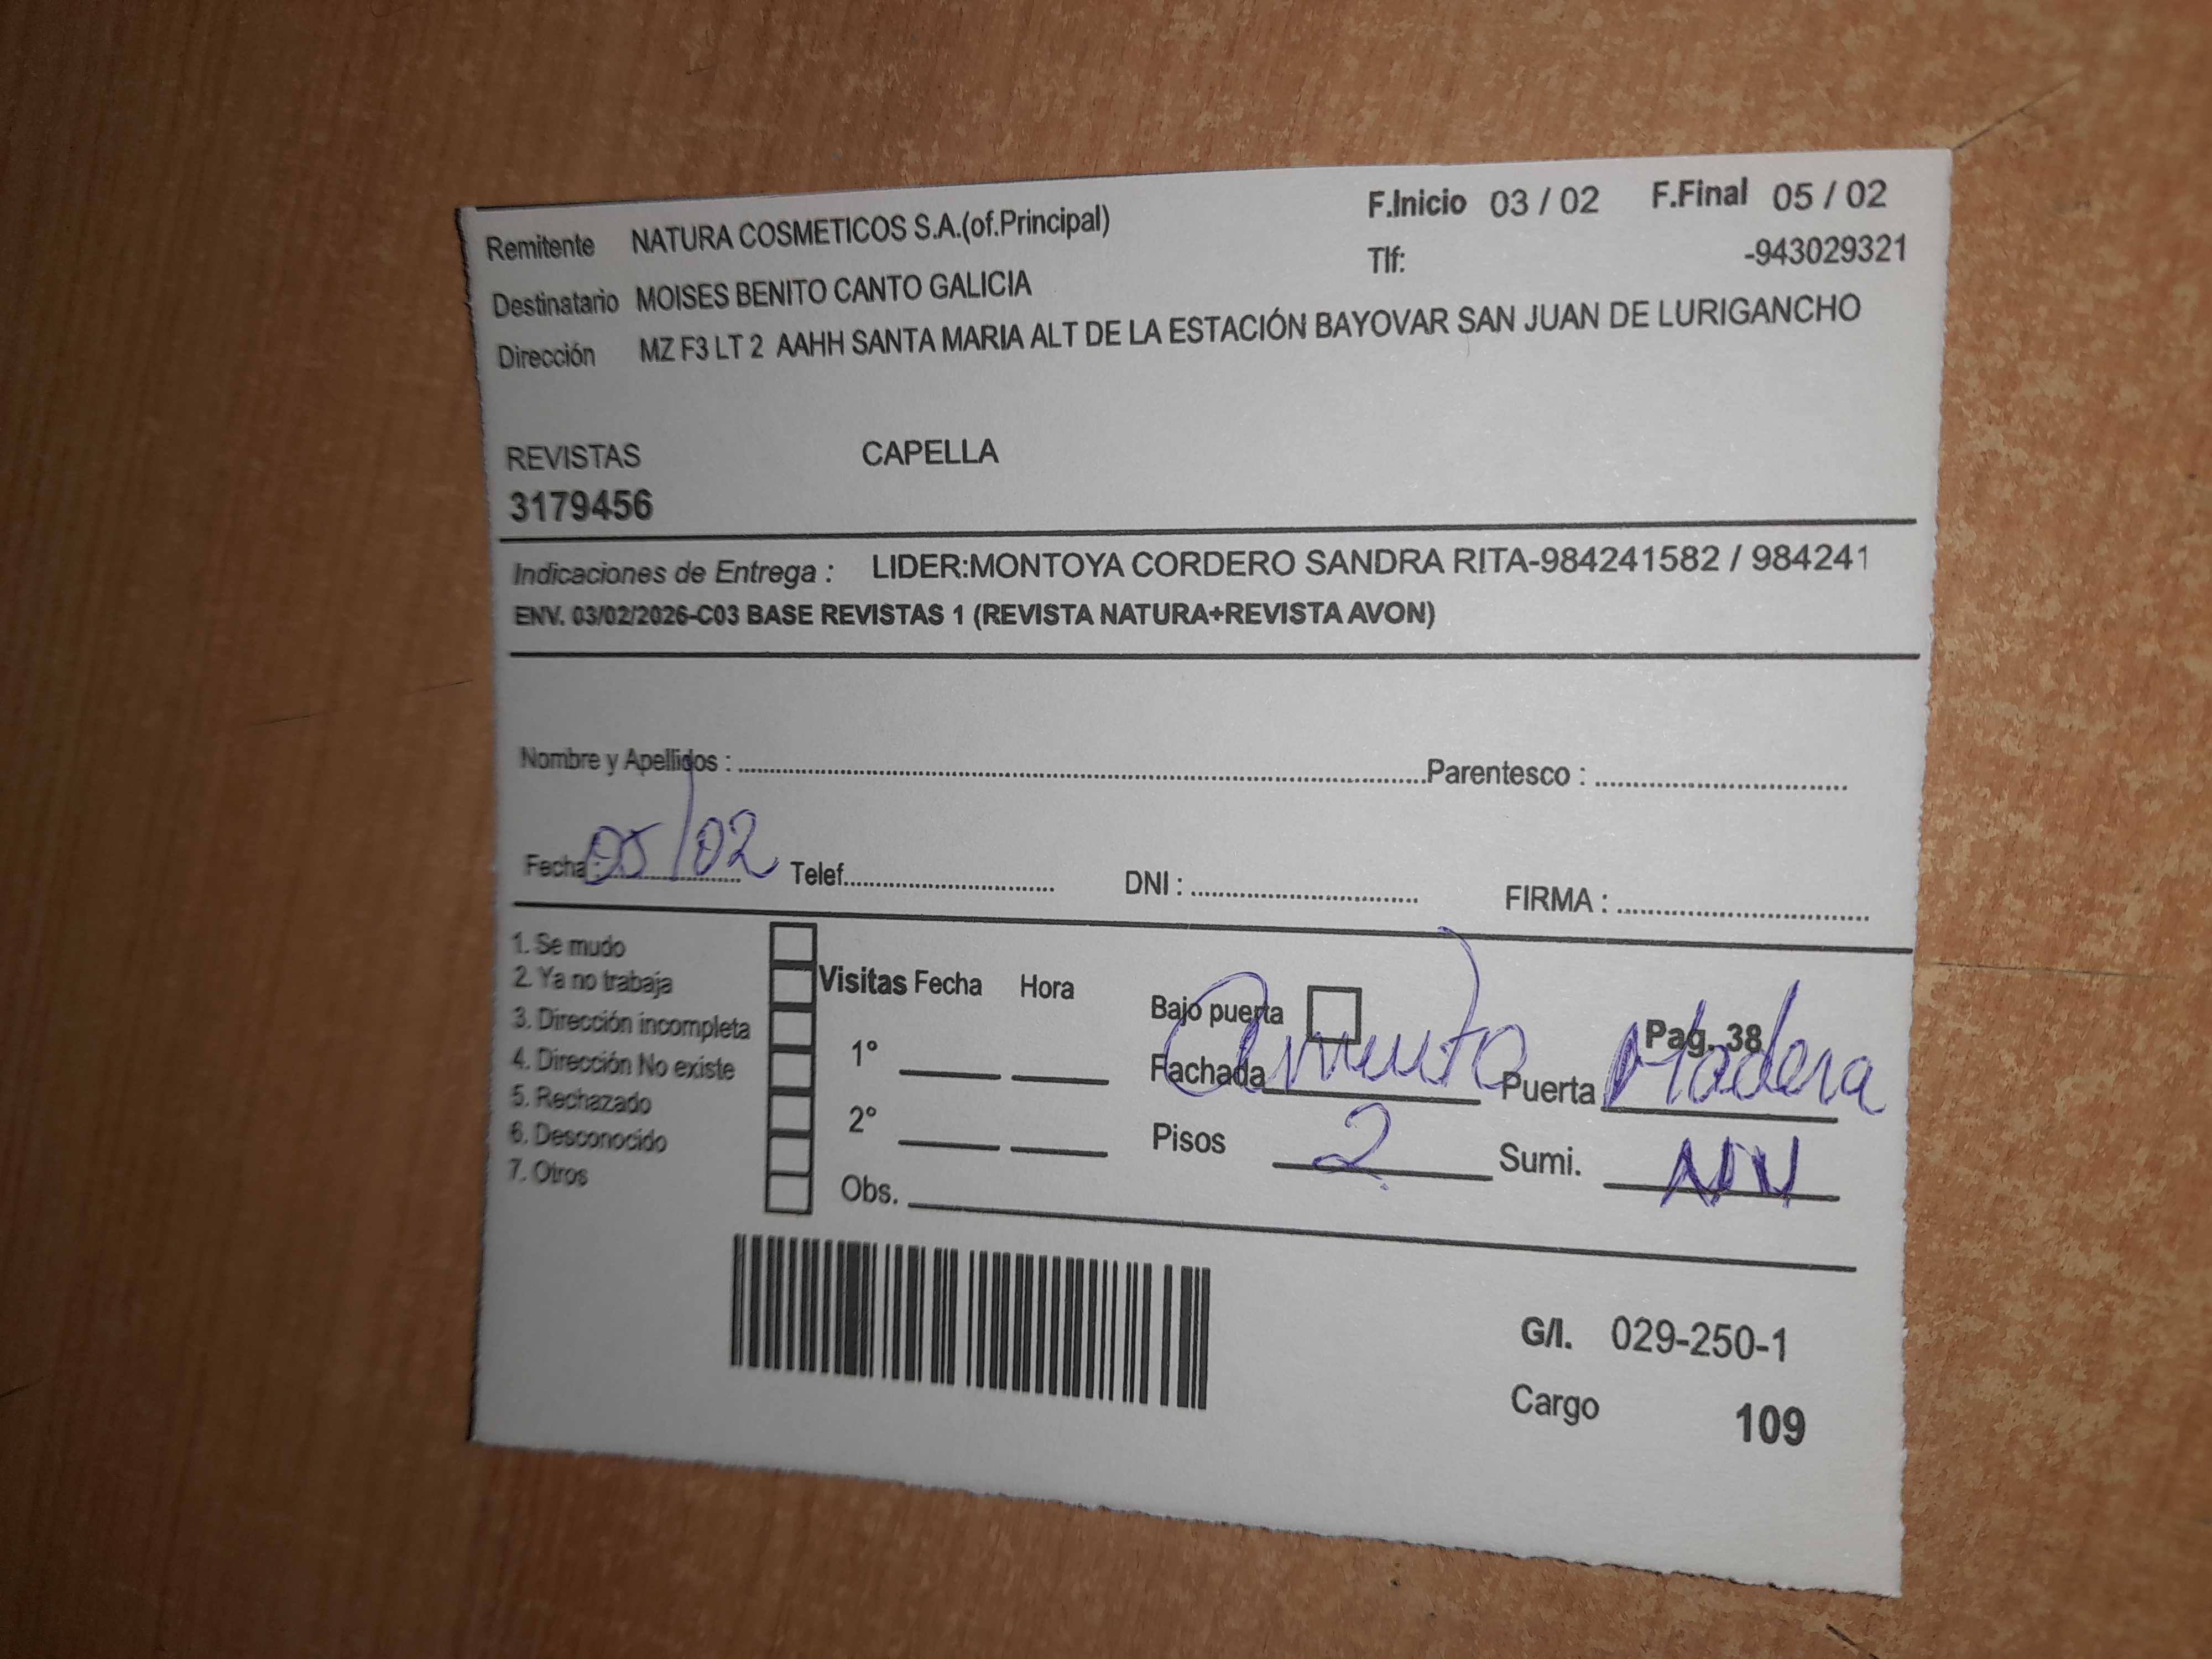 Remitente NATURA COSMETICOS S.A.(of.Principal) F.Inicio 03 / 02 F.Final 05 / 02
Destinatario MOISES BENITO CANTO GALICIA Tlf: -943029321
Dirección MZ F3 LT 2 AAHH SANTA MARIA ALT DE LA ESTACIÓN BAYOVAR SAN JUAN DE LURIGANCHO
REVISTAS CAPELLA
3179456
Indicaciones de Entrega : LIDER:MONTOYA CORDERO SANDRA RITA-984241582 / 984241
ENV. 03/02/2026-C03 BASE REVISTAS 1 (REVISTA NATURA+REVISTA AVON)
Nombre y Apellidos : Parentesco :
Fecha : 05/02 Telef. DNI : FIRMA :
1. Se mudo
2. Ya no trabaja Visitas Fecha Hora Bajo puerta Pag. 38
3. Dirección incompleta
4. Dirección No existe 1° Fachada Cemento Puerta Madera
5. Rechazado
6. Desconocido 2° Pisos 2 Sumi. NN
7. Otros Obs.
G/I. 029-250-1
Cargo 109